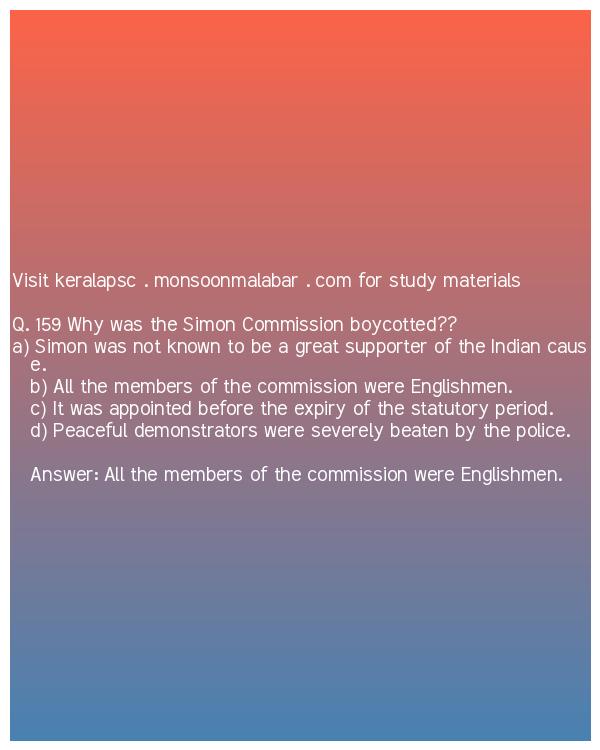 Visit keralapsc . monsoonmalabar . com for study materials
Q. 159 Why was the Simon Commission boycotted??
a) Simon was not known to be a great supporter of the Indian caus
e.
b) All the members of the commission were Englishmen.
c) It was appointed before the expiry of the statutory period.
d) Peaceful demonstrators were severely beaten by the police.
Answer: All the members of the commission were Englishmen.